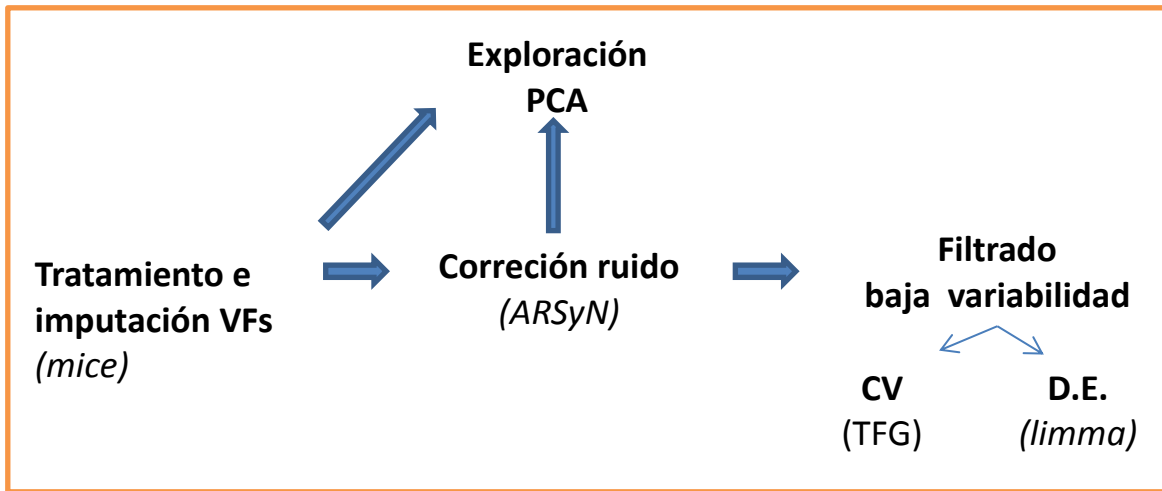 Exploración
PCA
Tratamiento e
imputación VFs
(mice)
Correción ruido
(ARSyN)
Filtrado
baja variabilidad
CV
(TFG)
D.E.
(limma)